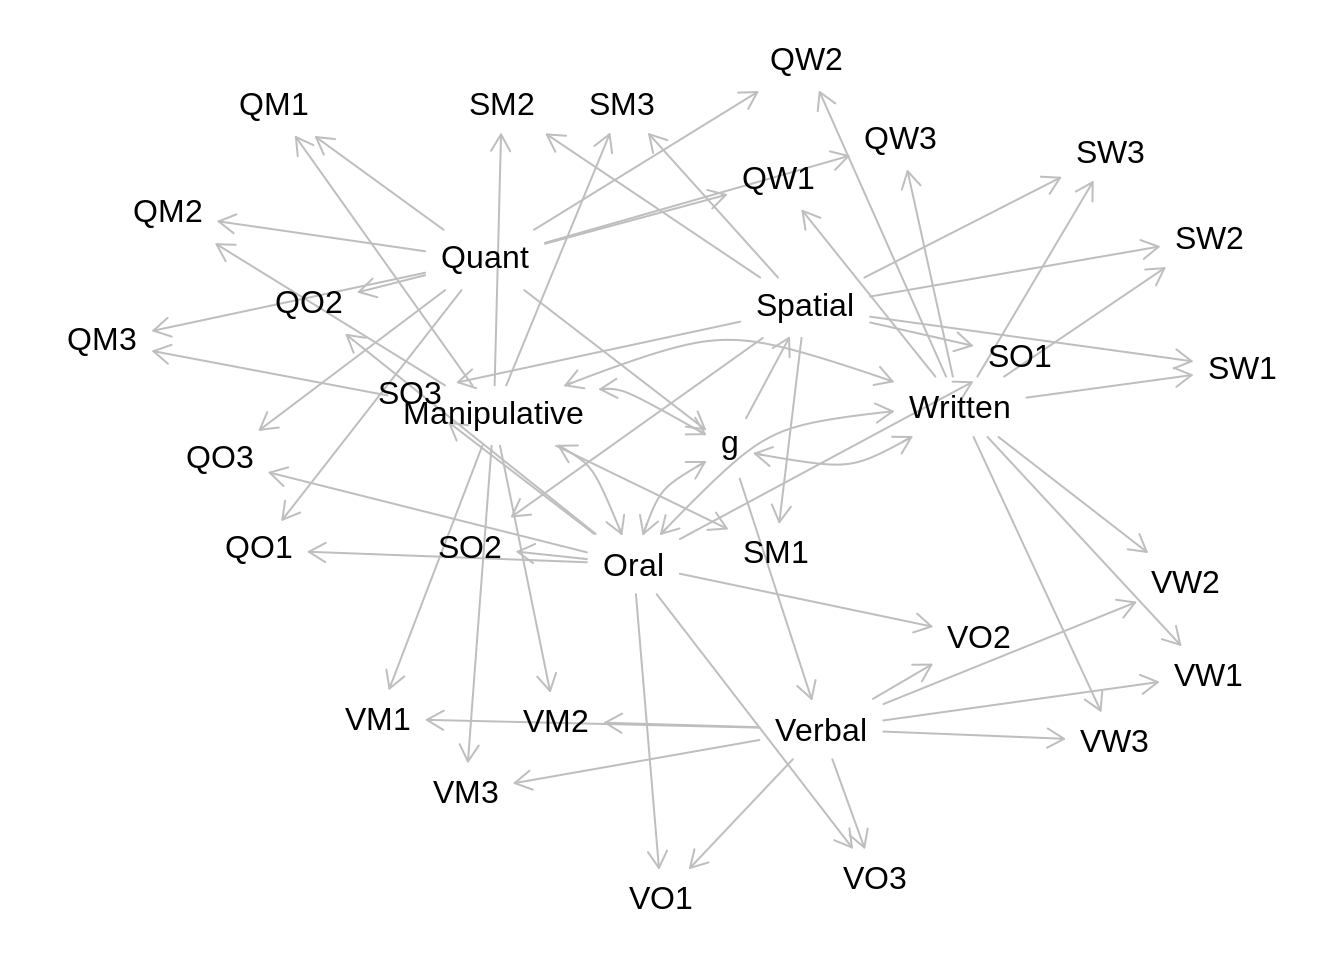 QW2
QM1
SM2
SM3
QW3
SW3
QW1
QM2
SW2
Quant
QO2
Spatial
QM3
SO1
SW1
SO3
Manipulative
Written
g
QO3
QO1
SO2
SM1
Oral
VW2
VO2
VW1
VM1
VM2
Verbal
VW3
VM3
VO3
VO1